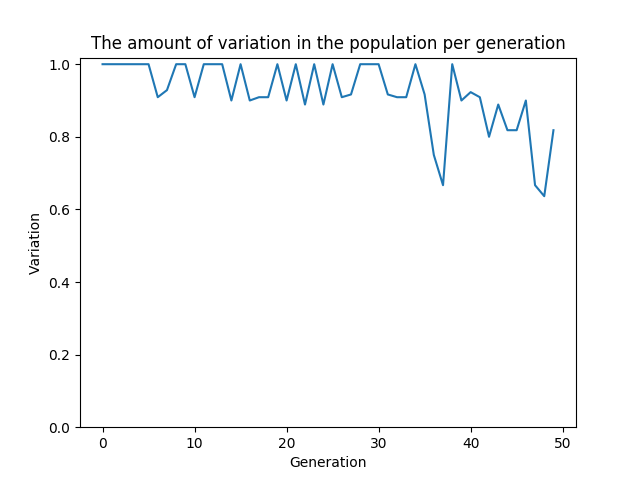 The amount of variation in the population per generation
1.0
0.8
0.6
0.4
0.2
0.0
Variation
0 10 20 30 40 50
Generation